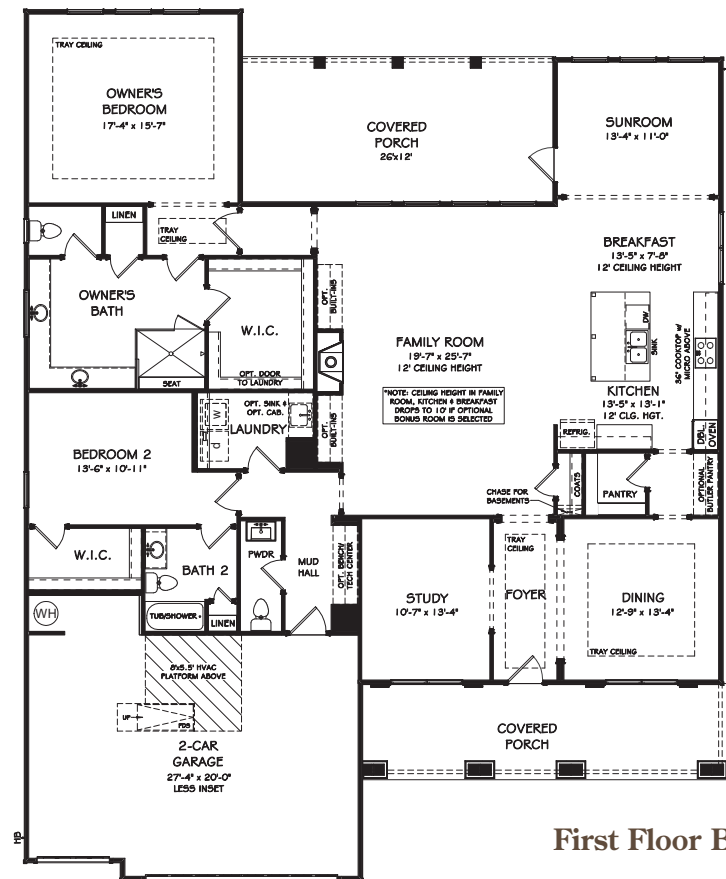 TRAY CEILING
OWNER'S
BEDROOM
17'-4" x 15'-7"
COVERED
PORCH
26'x12'
SUNROOM
13'-4" x 11'-0"
LINEN
TRAY
CEILING
BREAKFAST
13'-5" x 7'-8"
12' CEILING HEIGHT
OWNER'S
BATH
W.I.C.
OPT.
BUILT-INS
SEAT
OPT. DOOR
TO LAUNDRY
FAMILY ROOM
19'-7" x 25'-7"
12' CEILING HEIGHT
*NOTE: CEILING HEIGHT IN FAMILY
ROOM, KITCHEN & BREAKFAST
DROPS TO 10' IF OPTIONAL
BONUS ROOM IS SELECTED
DW
SINK
36" COOKTOP w/
MICRO ABOVE
KITCHEN
13'-5" x 13'-1"
12' CLG. HGT.
REFRIG.
DBL.
OVEN
OPT. SINK &
OPT. CAB.
W
d
LAUNDRY
OPT.
BUILT-INS
BEDROOM 2
13'-6" x 10'-11"
CHASE FOR
BASEMENTS
COATS
PANTRY
OPTIONAL
BUTLER PANTRY
W.I.C.
BATH 2
TUB/SHOWER
LINEN
PWDR
MUD
HALL
OPT. BENCH/
TECH CENTER
STUDY
10'-7" x 13'-4"
TRAY
CEILING
FOYER
DINING
12'-9" x 13'-4"
TRAY CEILING
WH
8'x5.5' HVAC
PLATFORM ABOVE
UP
PDS
2-CAR
GARAGE
27'-4" x 20'-0"
LESS INSET
COVERED
PORCH
HB
First Floor